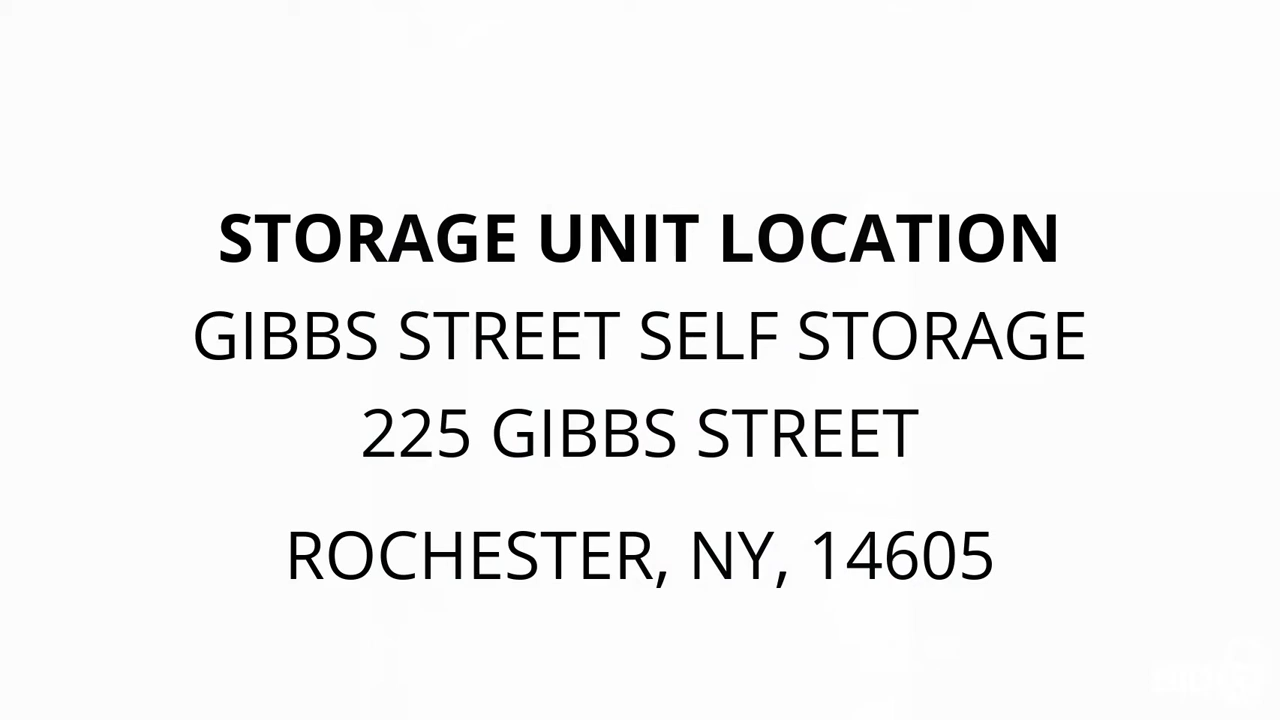 STORAGE UNIT LOCATION
GIBBS STREET SELF STORAGE
225 GIBBS STREET
ROCHESTER, NY, 14605